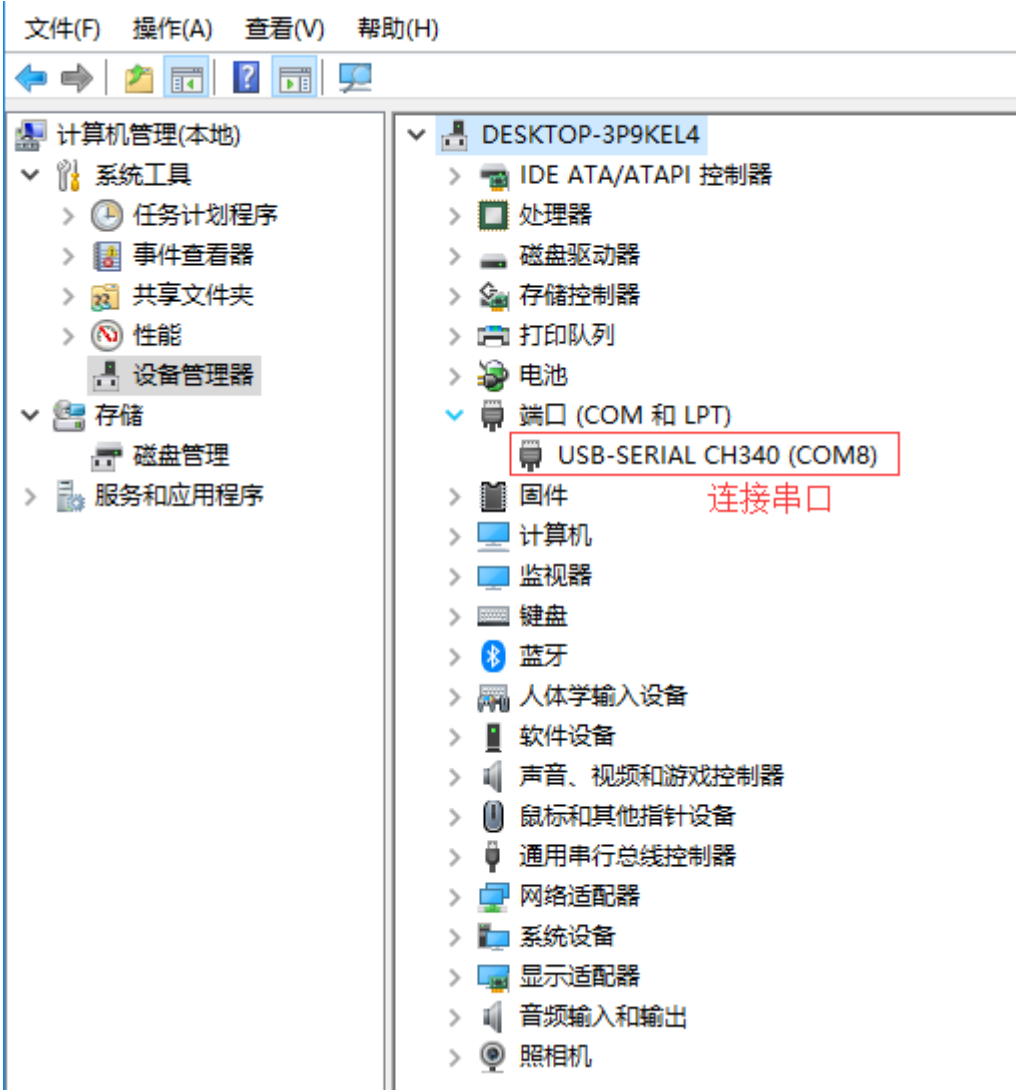 文件(F) 操作(A) 查看(V) 帮助(H)
计算机管理(本地)
系统工具
任务计划程序
事件查看器
共享文件夹
性能
设备管理器
存储
磁盘管理
服务和应用程序
DESKTOP-3P9KEL4
IDE ATA/ATAPI 控制器
处理器
磁盘驱动器
存储控制器
打印队列
电池
端口 (COM 和 LPT)
USB-SERIAL CH340 (COM8)
连接串口
固件
计算机
监视器
键盘
蓝牙
人体学输入设备
软件设备
声音、视频和游戏控制器
鼠标和其他指针设备
通用串行总线控制器
网络适配器
系统设备
显示适配器
音频输入和输出
照相机